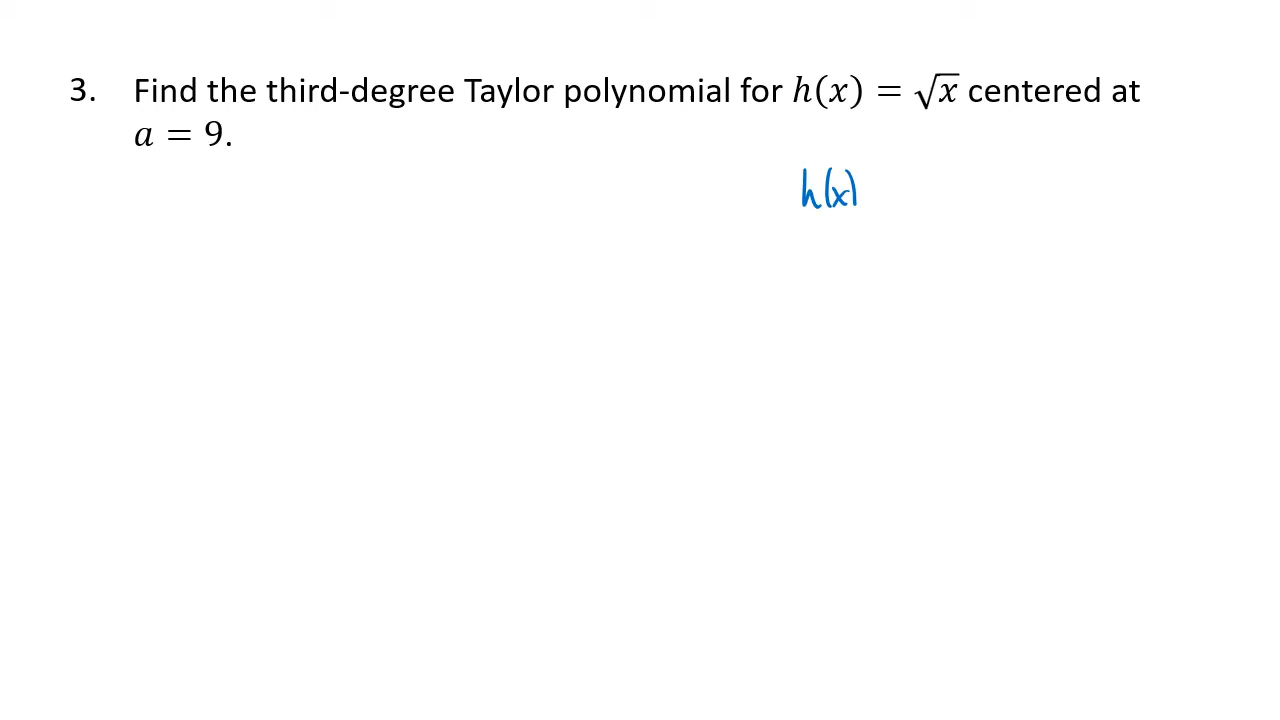 3. Find the third-degree Taylor polynomial for ℎ(𝑥) = √𝑥 centered at
𝑎 = 9.
h(x)